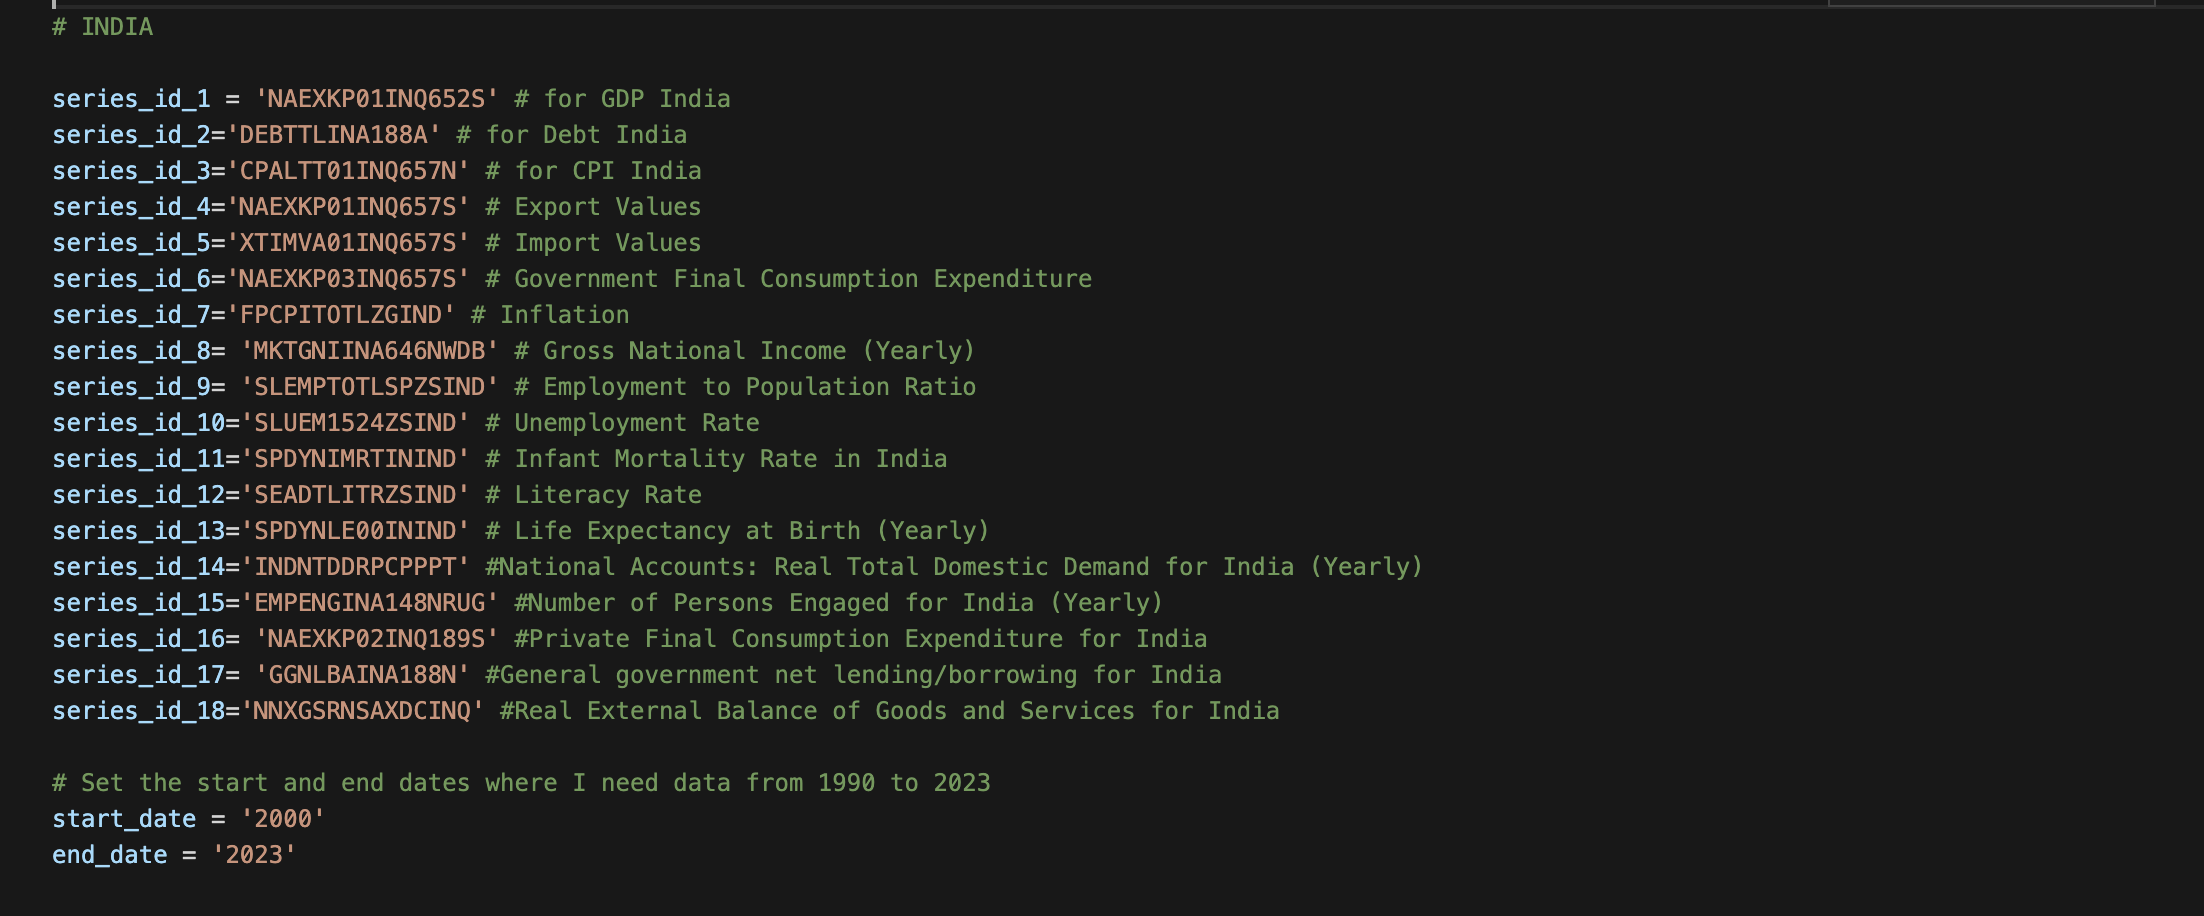 # INDIA
series_id_1 = 'NAEXKP01INQ652S' # for GDP India
series_id_2='DEBTTLINA188A' # for Debt India
series_id_3='CPALTT01INQ657N' # for CPI India
series_id_4='NAEXKP01INQ657S' # Export Values
series_id_5='XTIMVA01INQ657S' # Import Values
series_id_6='NAEXKP03INQ657S' # Government Final Consumption Expenditure
series_id_7='FPCPITOTLZGIND' # Inflation
series_id_8= 'MKTGNIINA646NWDB' # Gross National Income (Yearly)
series_id_9= 'SLEMPTOTLSPZSIND' # Employment to Population Ratio
series_id_10='SLUEM1524ZSIND' # Unemployment Rate
series_id_11='SPDYNIMRTININD' # Infant Mortality Rate in India
series_id_12='SEADTLITRZSIND' # Literacy Rate
series_id_13='SPDYNLE00ININD' # Life Expectancy at Birth (Yearly)
series_id_14='INDNTDDRPCPPPT' #National Accounts: Real Total Domestic Demand for India (Yearly)
series_id_15='EMPENGINA148NRUG' #Number of Persons Engaged for India (Yearly)
series_id_16= 'NAEXKP02INQ189S' #Private Final Consumption Expenditure for India
series_id_17= 'GGNLBAINA188N' #General government net lending/borrowing for India
series_id_18='NNXGSRNSAXDCINQ' #Real External Balance of Goods and Services for India
# Set the start and end dates where I need data from 1990 to 2023
start_date = '2000'
end_date = '2023'